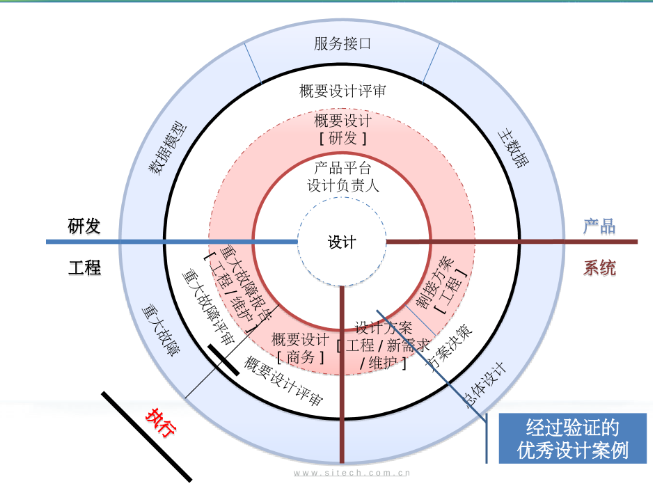 服务接口
概要设计评审
概要设计
[ 研发 ]
数据模型
主数据
产品平台
设计负责人
研发
产品
设计
工程
系统
重大故障报告
[ 工程 / 维护 ]
重大故障评审
重大故障
割接方案
[ 工程 ]
概要设计
[ 商务 ]
设计方案
[ 工程 / 新需求
/ 维护 ]
方案决策
概要设计评审
总体设计
执行
经过验证的
优秀设计案例
www.sitech.com.cn